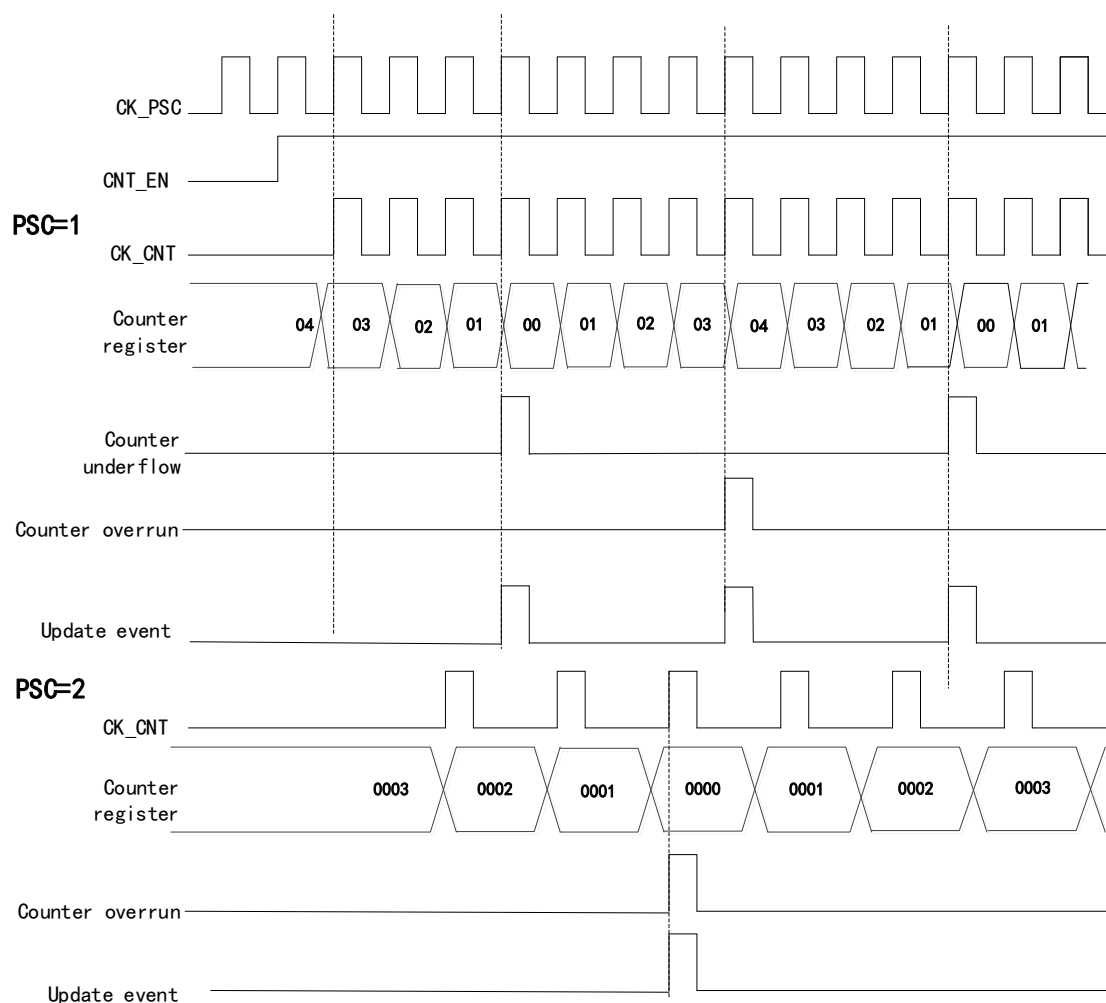 CK_PSC
CNT_EN
PSC=1
CK_CNT
Counter
register
04 03 02 01 00 01 02 03 04 03 02 01 00 01
Counter
underflow
Counter overrun
Update event
PSC=2
CK_CNT
Counter
register
0003 0002 0001 0000 0001 0002 0003
Counter overrun
Update event